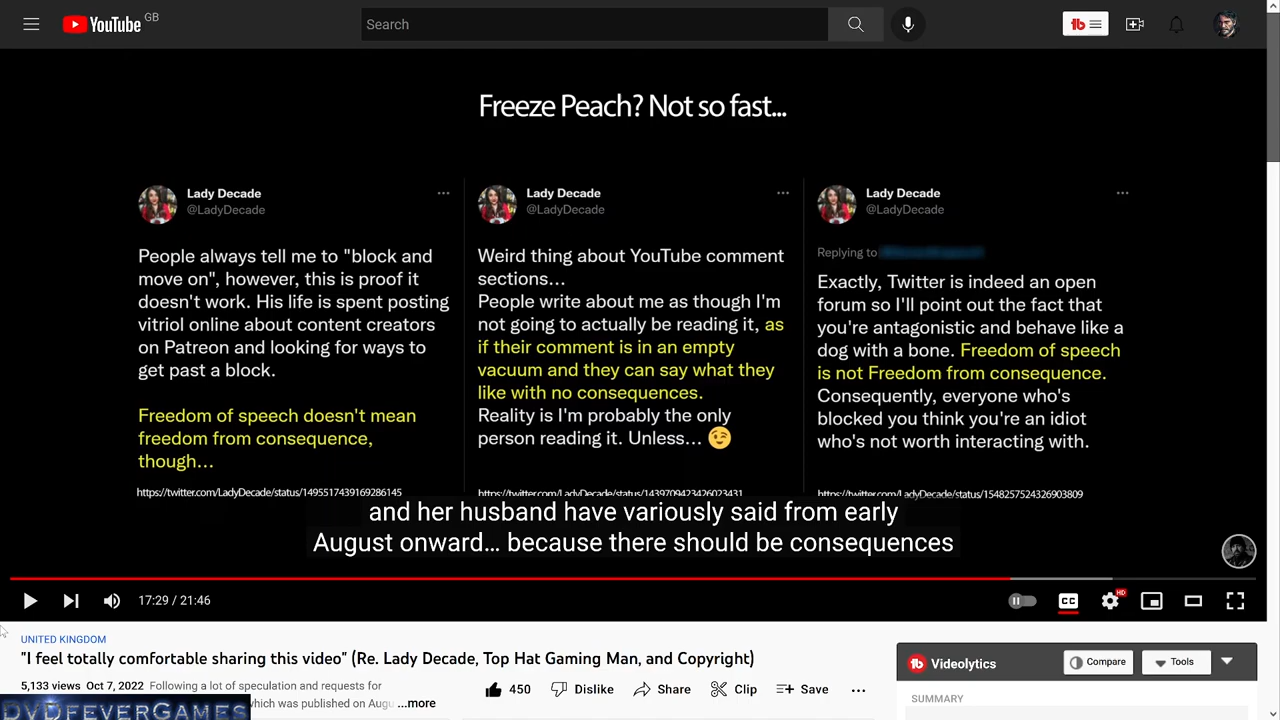 YouTube GB
Search
Freeze Peach? Not so fast...
Lady Decade
@LadyDecade
People always tell me to "block and
move on", however, this is proof it
doesn't work. His life is spent posting
vitriol online about content creators
on Patreon and looking for ways to
get past a block.
Freedom of speech doesn't mean
freedom from consequence,
though...
https://twitter.com/LadyDecade/status/1495517439169286145
Lady Decade
@LadyDecade
Weird thing about YouTube comment
sections...
People write about me as though I'm
not going to actually be reading it, as
if their comment is in an empty
vacuum and they can say what they
like with no consequences.
Reality is I'm probably the only
person reading it. Unless... 😉
https://twitter.com/LadyDecade/status/1439709423426023431
Lady Decade
@LadyDecade
Replying to
Exactly, Twitter is indeed an open
forum so I'll point out the fact that
you're antagonistic and behave like a
dog with a bone. Freedom of speech
is not Freedom from consequence.
Consequently, everyone who's
blocked you think you're an idiot
who's not worth interacting with.
https://twitter.com/LadyDecade/status/1548257524326903809
and her husband have variously said from early
August onward... because there should be consequences
17:29 / 21:46
CC
HD
UNITED KINGDOM
"I feel totally comfortable sharing this video" (Re. Lady Decade, Top Hat Gaming Man, and Copyright)
5,133 views Oct 7, 2022 Following a lot of speculation and requests for
which was published on Augu ...more
450 Dislike Share Clip Save
Videolytics
Compare
Tools
SUMMARY
DVDFEVERGAMES